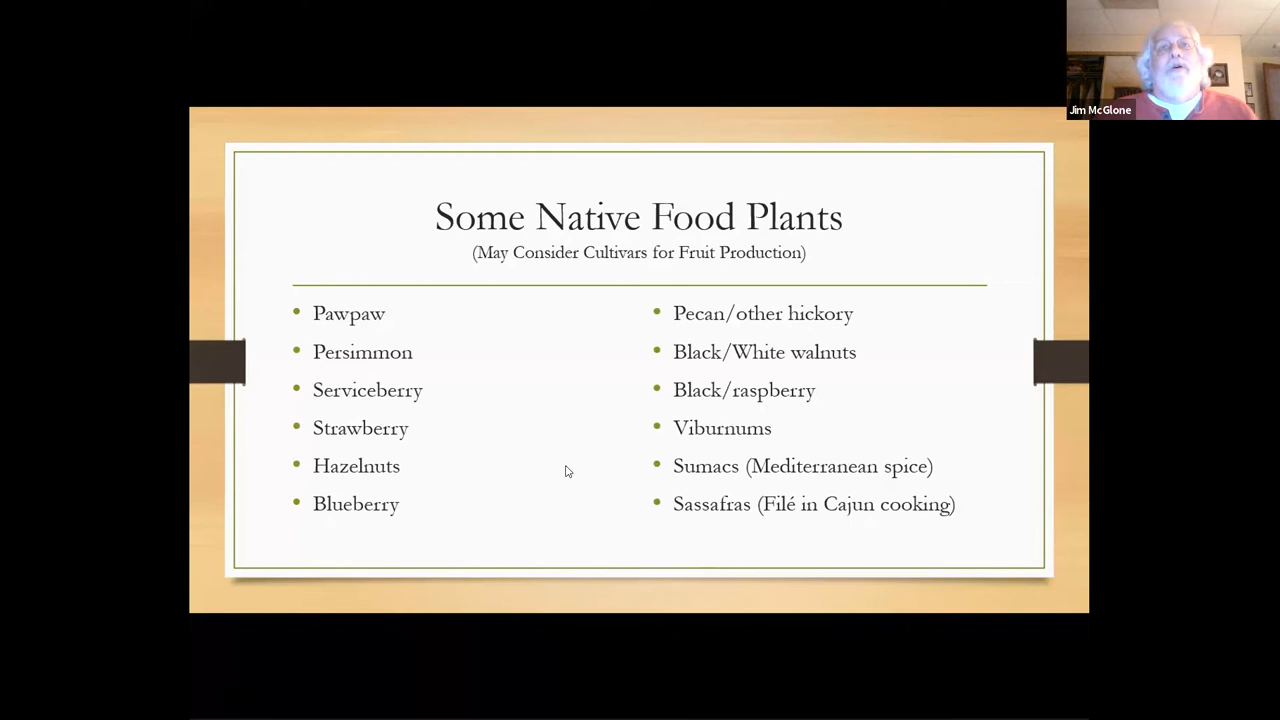 Jim McGlone
Some Native Food Plants
(May Consider Cultivars for Fruit Production)
• Pawpaw
• Persimmon
• Serviceberry
• Strawberry
• Hazelnuts
• Blueberry
• Pecan/other hickory
• Black/White walnuts
• Black/raspberry
• Viburnums
• Sumacs (Mediterranean spice)
• Sassafras (Filé in Cajun cooking)